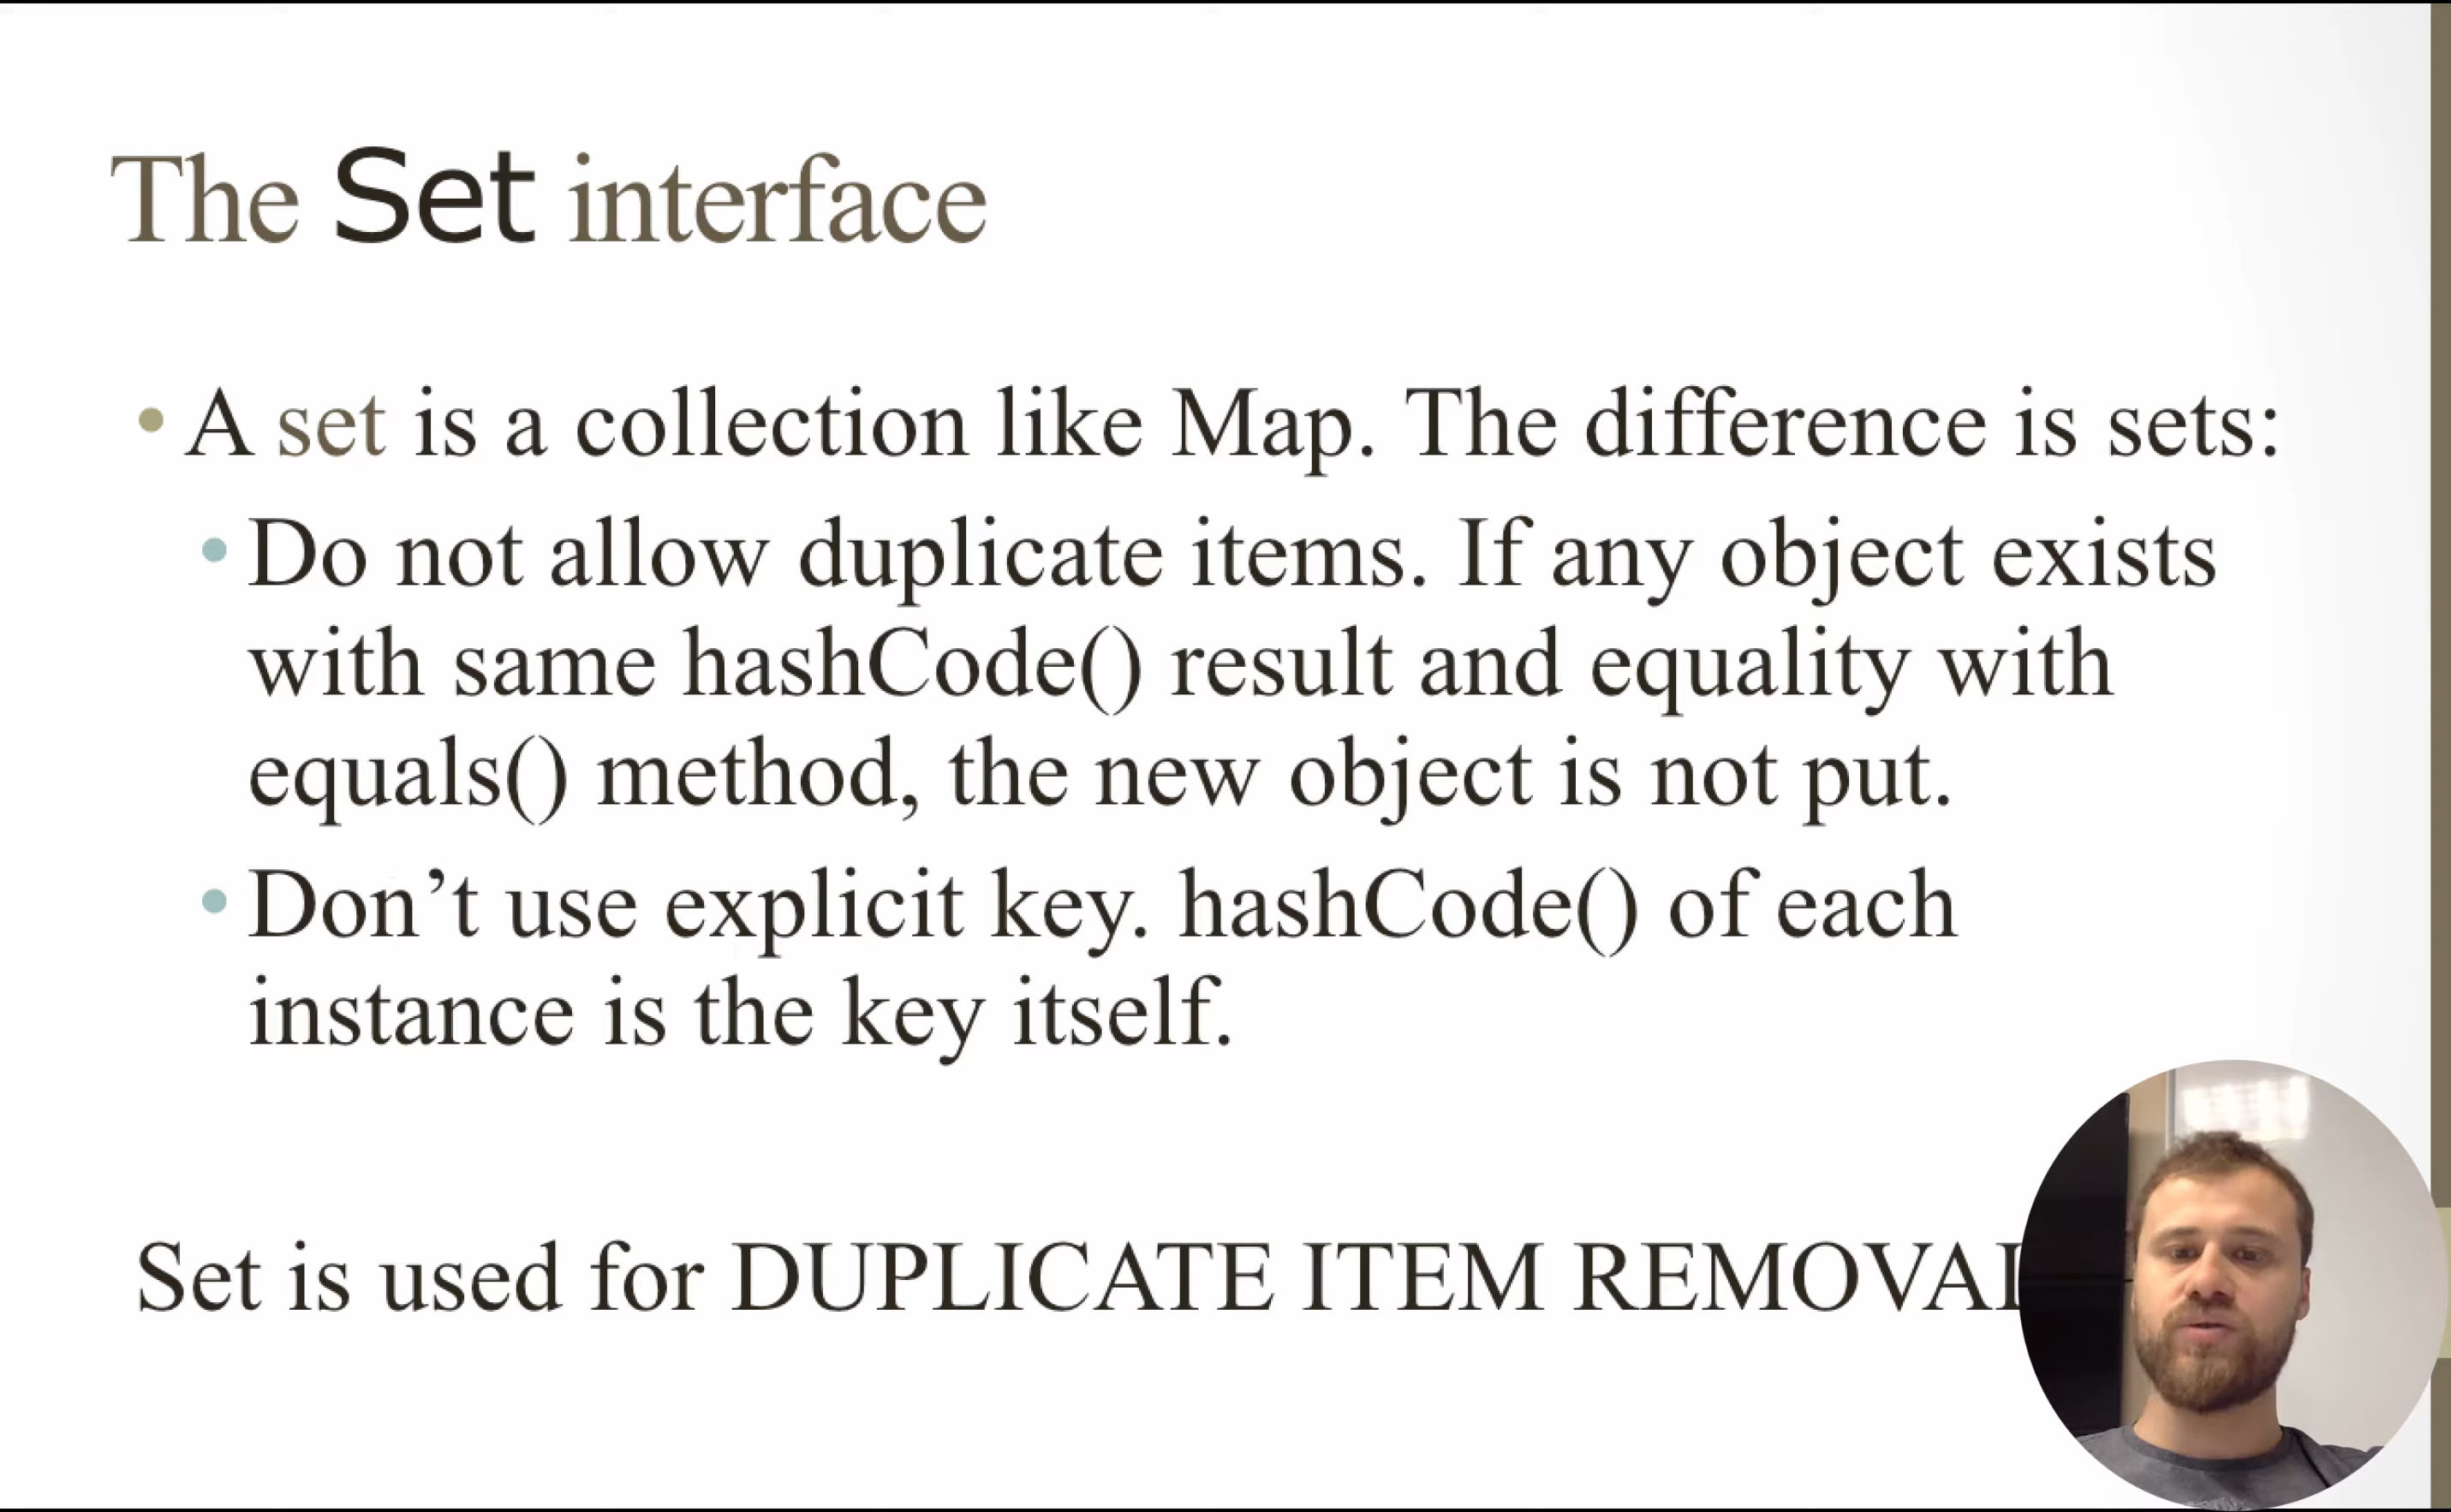 The Set interface
• A set is a collection like Map. The difference is sets:
• Do not allow duplicate items. If any object exists
with same hashCode() result and equality with
equals() method, the new object is not put.
• Don’t use explicit key. hashCode() of each
instance is the key itself.
Set is used for DUPLICATE ITEM REMOVAL